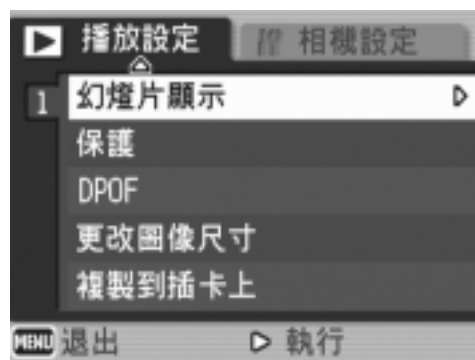 播放設定 相機設定
1 幻燈片顯示
保護
DPOF
更改圖像尺寸
複製到插卡上
MENU 退出 執行